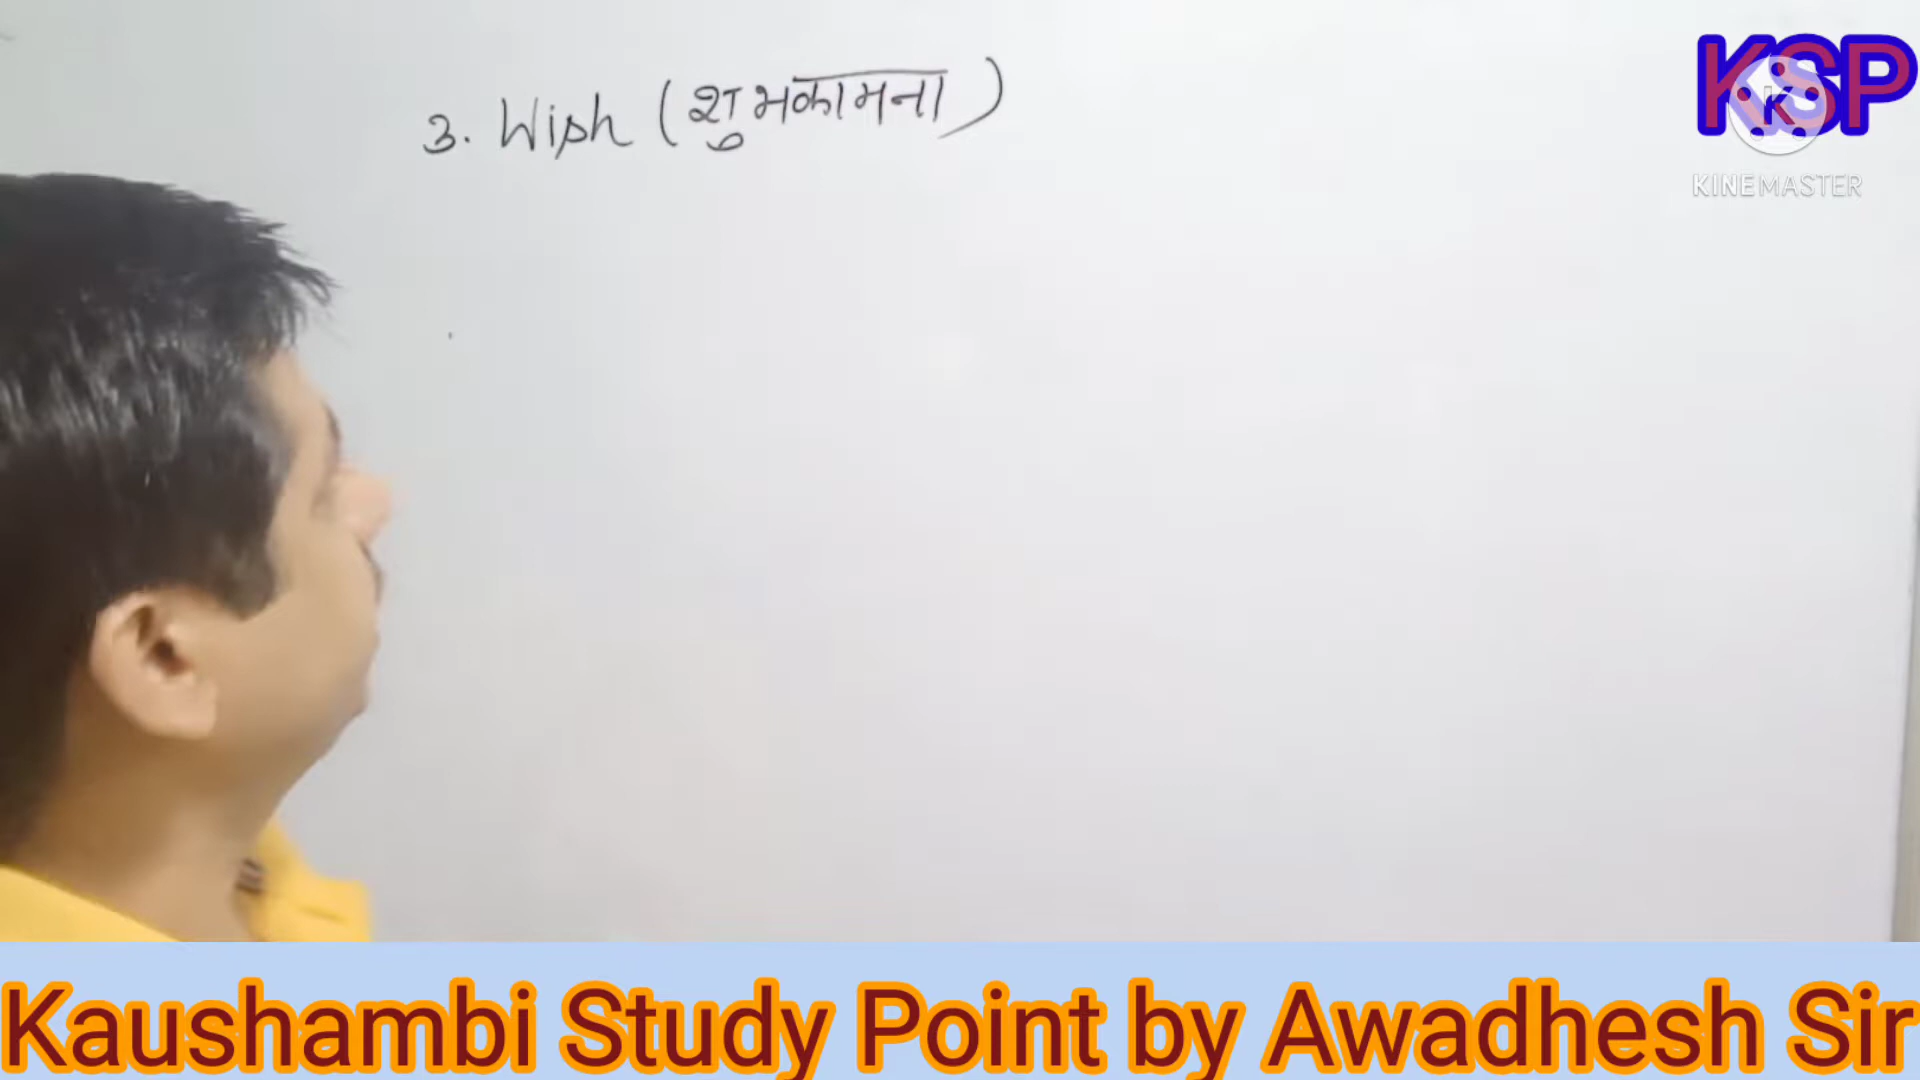 3. Wish (शुभकामना)
KSP
K
KINEMASTER
Kaushambi Study Point by Awadhesh Sir